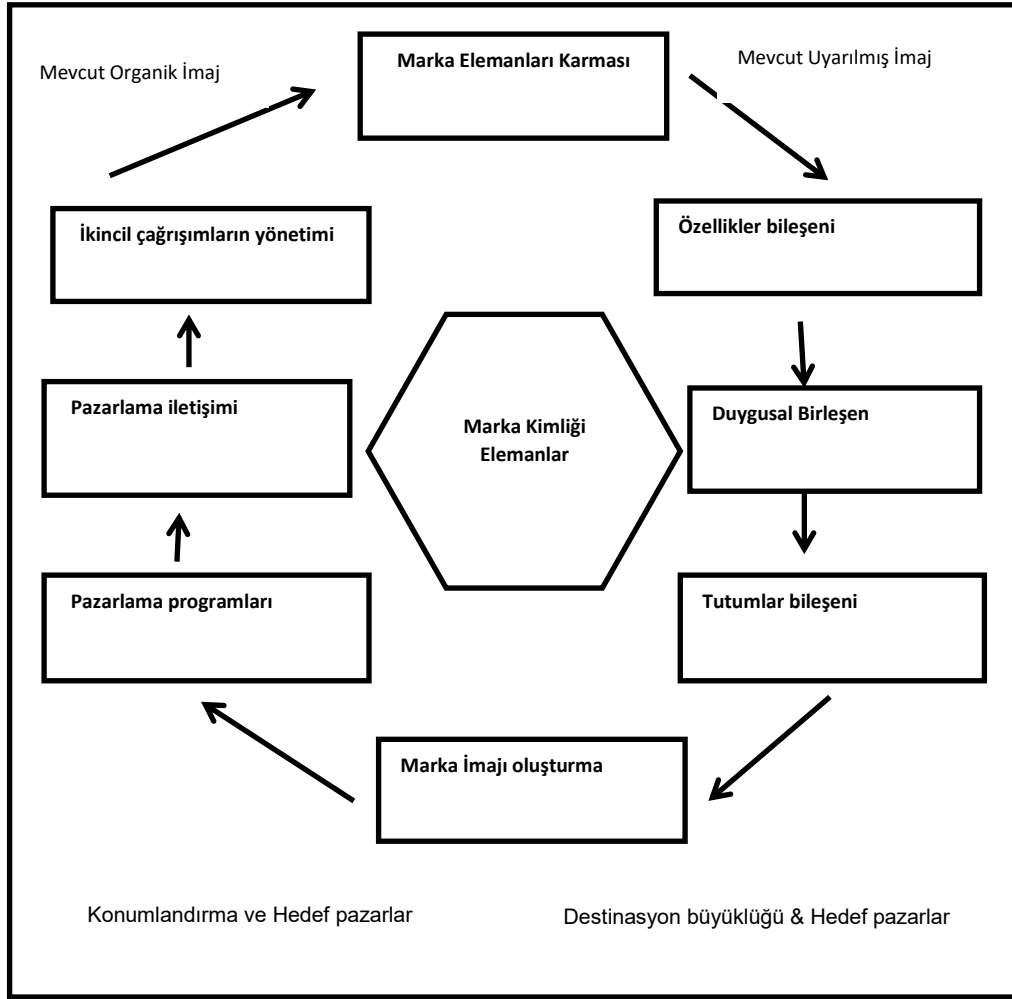 Mevcut Organik İmaj
Marka Elemanları Karması
Mevcut Uyarılmış İmaj
İkincil çağrışımların yönetimi
Özellikler bileşeni
Pazarlama iletişimi
Marka Kimliği
Elemanlar
Duygusal Birleşen
Pazarlama programları
Tutumlar bileşeni
Marka İmajı oluşturma
Konumlandırma ve Hedef pazarlar
Destinasyon büyüklüğü & Hedef pazarlar